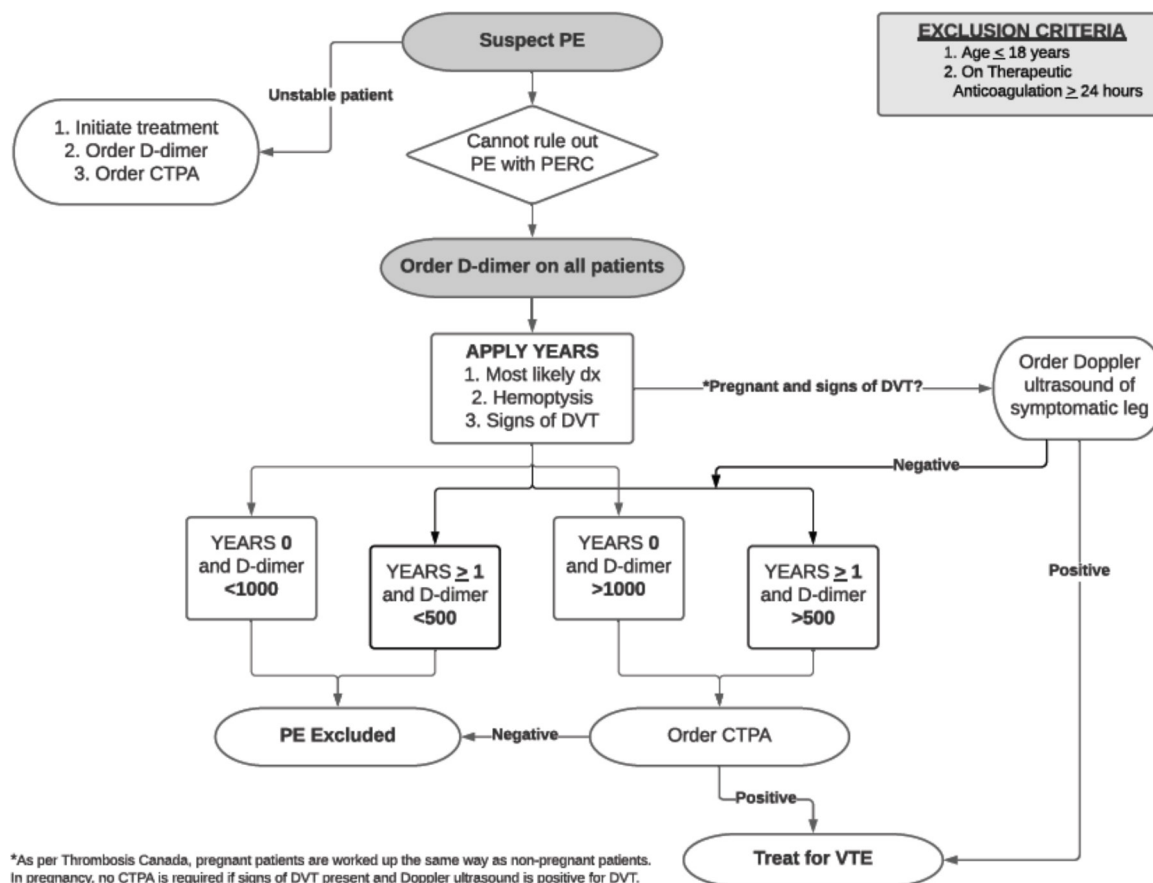 Suspect PE
EXCLUSION CRITERIA
1. Age ≤ 18 years
2. On Therapeutic
Anticoagulation ≥ 24 hours
Unstable patient
1. Initiate treatment
2. Order D-dimer
3. Order CTPA
Cannot rule out
PE with PERC
Order D-dimer on all patients
APPLY YEARS
1. Most likely dx
2. Hemoptysis
3. Signs of DVT
*Pregnant and signs of DVT?
Order Doppler
ultrasound of
symptomatic leg
Negative
Positive
YEARS 0
and D-dimer
<1000
YEARS ≥ 1
and D-dimer
<500
YEARS 0
and D-dimer
>1000
YEARS ≥ 1
and D-dimer
>500
PE Excluded
Negative
Order CTPA
Positive
Treat for VTE
*As per Thrombosis Canada, pregnant patients are worked up the same way as non-pregnant patients.
In pregnancy, no CTPA is required if signs of DVT present and Doppler ultrasound is positive for DVT.